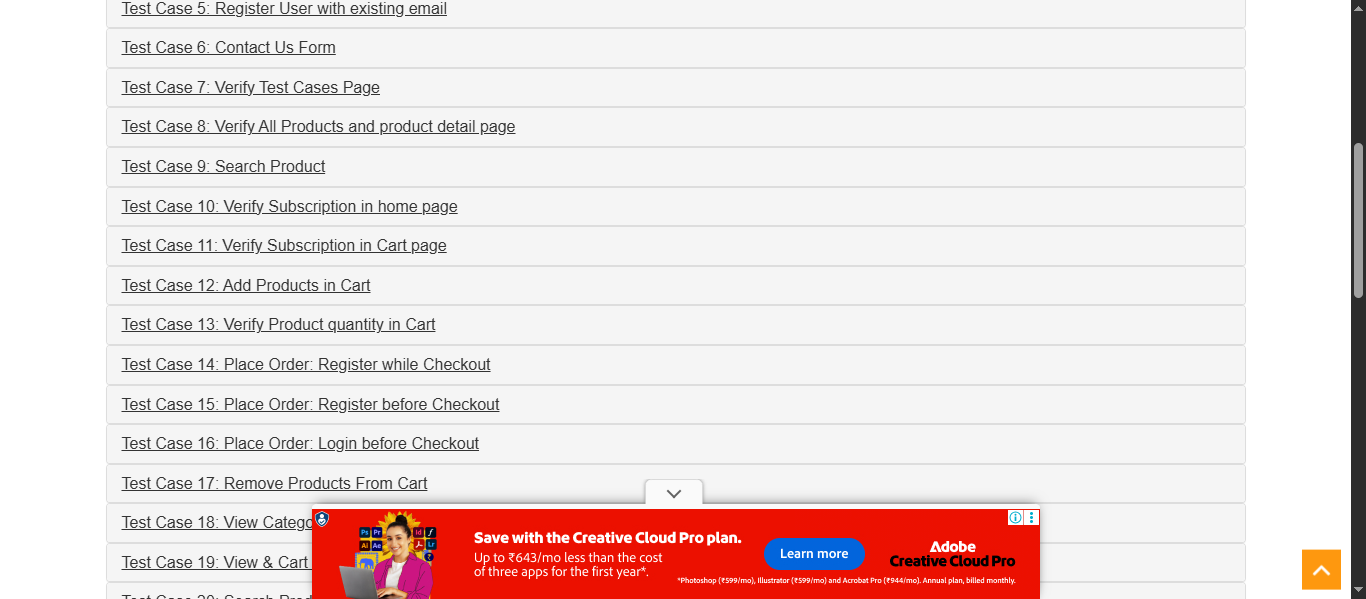 Test Case 5: Register User with existing email
Test Case 6: Contact Us Form
Test Case 7: Verify Test Cases Page
Test Case 8: Verify All Products and product detail page
Test Case 9: Search Product
Test Case 10: Verify Subscription in home page
Test Case 11: Verify Subscription in Cart page
Test Case 12: Add Products in Cart
Test Case 13: Verify Product quantity in Cart
Test Case 14: Place Order: Register while Checkout
Test Case 15: Place Order: Register before Checkout
Test Case 16: Place Order: Login before Checkout
Test Case 17: Remove Products From Cart
Test Case 18: View Catego
Test Case 19: View & Cart
Test Case 20: Search Prod
Ps Pr Id f
Ai Ae Lr
Save with the Creative Cloud Pro plan.
Up to ₹643/mo less than the cost
of three apps for the first year*.
Learn more
Adobe
Creative Cloud Pro
*Photoshop (₹599/mo), Illustrator (₹599/mo) and Acrobat Pro (₹944/mo). Annual plan, billed monthly.